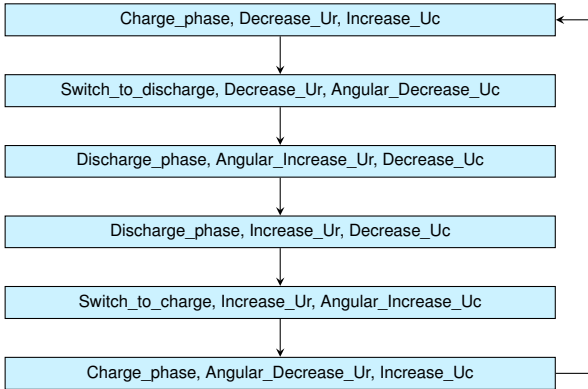 Charge_phase, Decrease_Ur, Increase_Uc
Switch_to_discharge, Decrease_Ur, Angular_Decrease_Uc
Discharge_phase, Angular_Increase_Ur, Decrease_Uc
Discharge_phase, Increase_Ur, Decrease_Uc
Switch_to_charge, Increase_Ur, Angular_Increase_Uc
Charge_phase, Angular_Decrease_Ur, Increase_Uc